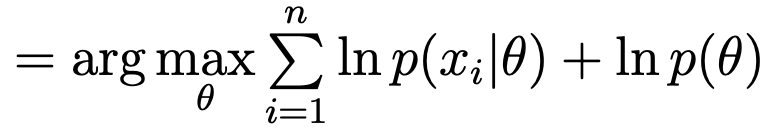 = arg max_θ ∑_{i=1}^{n} ln p(x_i|θ) + ln p(θ)